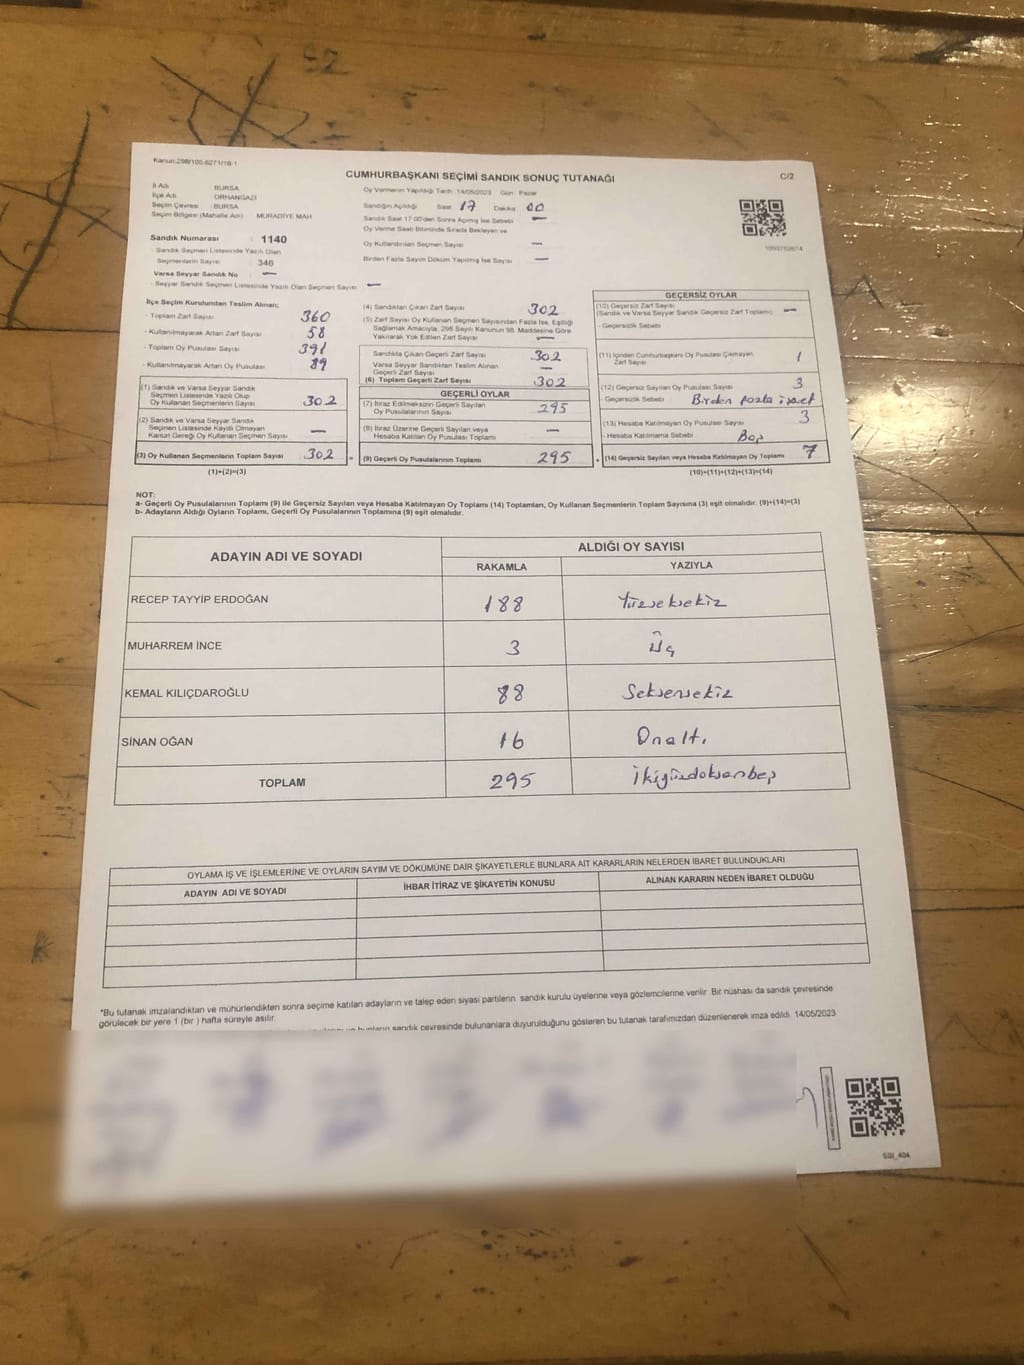 Kanun:298/105.6271/18-1
CUMHURBAŞKANI SEÇİMİ SANDIK SONUÇ TUTANAĞI
C/2
İl Adı : BURSA
İlçe Adı : ORHANGAZİ
Seçim Çevresi : BURSA
Seçim Bölgesi (Mahalle Adı) MURADİYE MAH
Sandık Numarası : 1140
- Sandık Seçmen Listesinde Yazılı Olan
Seçmenlerin Sayısı : 346
Varsa Seyyar Sandık No : —
- Seyyar Sandık Seçmen Listesinde Yazılı Olan Seçmen Sayısı : —
Oy Vermenin Yapıldığı Tarih: 14/05/2023 Gün: Pazar
Sandığın Açıldığı Saat 17 Dakika 00
Sandık Saat 17.00'den Sonra Açılmış İse Sebebi —
Oy Verme Saati Bitiminde Sırada Bekleyen ve
Oy Kullandırılan Seçmen Sayısı —
Birden Fazla Sayım Döküm Yapılmış İse Sayısı —
İlçe Seçim Kurulundan Teslim Alınan;
- Toplam Zarf Sayısı 360
- Kullanılmayarak Artan Zarf Sayısı 58
- Toplam Oy Pusulası Sayısı 391
- Kullanılmayarak Artan Oy Pusulası 89
(1) Sandık ve Varsa Seyyar Sandık
Seçmen Listesinde Yazılı Olup
Oy Kullanan Seçmenlerin Sayısı 302
(2) Sandık ve Varsa Seyyar Sandık
Seçmen Listesinde Kayıtlı Olmayan
Kanun Gereği Oy Kullanan Seçmen Sayısı —
(3) Oy Kullanan Seçmenlerin Toplam Sayısı 302
(1)+(2)=(3)
(4) Sandıktan Çıkan Zarf Sayısı 302
(5) Zarf Sayısı Oy Kullanan Seçmen Sayısından Fazla İse, Eşitliği
Sağlamak Amacıyla, 298 Sayılı Kanunun 98. Maddesine Göre
Yakılarak Yok Edilen Zarf Sayısı —
Sandıkta Çıkan Geçerli Zarf Sayısı 302
Varsa Seyyar Sandıktan Teslim Alınan
Geçerli Zarf Sayısı —
(6) Toplam Geçerli Zarf Sayısı 302
GEÇERLİ OYLAR
(7) İtiraz Edilmeksizin Geçerli Sayılan
Oy Pusulalarının Sayısı 295
(8) İtiraz Üzerine Geçerli Sayılan veya
Hesaba Katılan Oy Pusulası Toplamı —
(9) Geçerli Oy Pusulalarının Toplamı 295
GEÇERSİZ OYLAR
(10) Geçersiz Zarf Sayısı
(Sandık ve Varsa Seyyar Sandık Geçersiz Zarf Toplamı) —
- Geçersizlik Sebebi
(11) İçinden Cumhurbaşkanı Oy Pusulası Çıkmayan
Zarf Sayısı 1
(12) Geçersiz Sayılan Oy Pusulası Sayısı 3
- Geçersizlik Sebebi Birden fazla işaret
(13) Hesaba Katılmayan Oy Pusulası Sayısı 3
- Hesaba Katılmama Sebebi Boş
(14) Geçersiz Sayılan veya Hesaba Katılmayan Oy Toplamı 7
(10)+(11)+(12)+(13)=(14)
NOT:
a- Geçerli Oy Pusulalarının Toplamı (9) ile Geçersiz Sayılan veya Hesaba Katılmayan Oy Toplamı (14) Toplamları, Oy Kullanan Seçmenlerin Toplam Sayısına (3) eşit olmalıdır. (9)+(14)=(3)
b- Adayların Aldığı Oyların Toplamı, Geçerli Oy Pusulalarının Toplamına (9) eşit olmalıdır.
ADAYIN ADI VE SOYADI
ALDIĞI OY SAYISI
RAKAMLA YAZIYLA
RECEP TAYYİP ERDOĞAN 188 Yüzseksekiz
MUHARREM İNCE 3 Üç
KEMAL KILIÇDAROĞLU 88 Seksensekiz
SİNAN OĞAN 16 Onaltı
TOPLAM 295 İkiyüzdoksanbeş
OYLAMA İŞ VE İŞLEMLERİNE VE OYLARIN SAYIM VE DÖKÜMÜNE DAİR ŞİKAYETLERLE BUNLARA AİT KARARLARIN NELERDEN İBARET BULUNDUKLARI
ADAYIN ADI VE SOYADI İHBAR İTİRAZ VE ŞİKAYETİN KONUSU ALINAN KARARIN NEDEN İBARET OLDUĞU
*Bu tutanak imzalandıktan ve mühürlendikten sonra seçime katılan adayların ve talep eden siyasi partilerin sandık kurulu üyelerine veya gözlemcilerine verilir. Bir nüshası da sandık çevresinde
görülecek bir yere 1 (bir) hafta süreyle asılır.
sandık çevresinde bulunanlara duyurulduğunu gösteren bu tutanak tarafımızdan düzenlenerek imza edildi. 14/05/2023